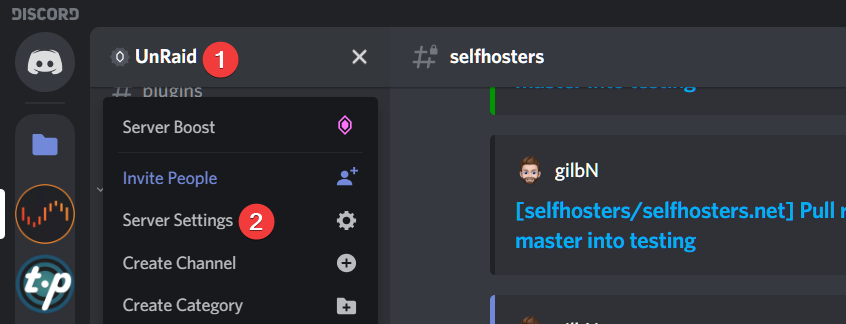 DISCORD
UnRaid 1
selfhosters
plugins
master into testing
Server Boost
Invite People
Server Settings 2
Create Channel
Create Category
gilbN
[selfhosters/selfhosters.net] Pull
master into testing
t·p
gilbN